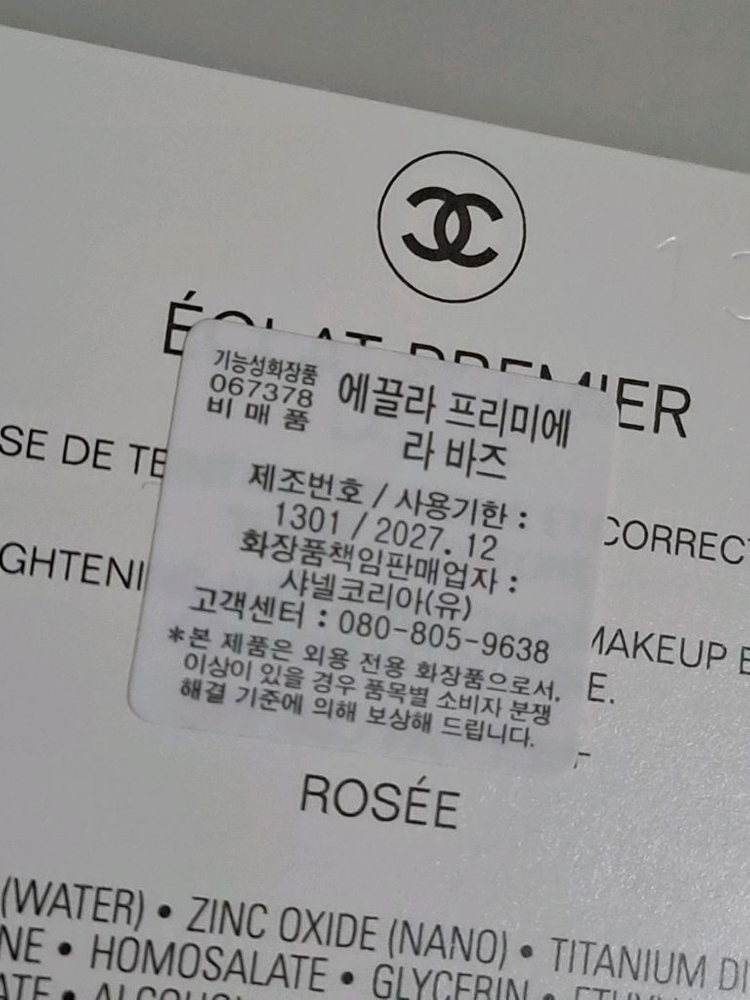 ÉCLAT PREMIER
기능성화장품
067378
비 매 품
에끌라 프리미에
라 바즈
SE DE TE
CORRECT
제조번호 / 사용기한 :
1301 / 2027. 12
GHTENI
화장품책임판매업자 :
샤넬코리아(유)
고객센터 : 080-805-9638
MAKEUP B
E.
*본 제품은 외용 전용 화장품으로서,
이상이 있을 경우 품목별 소비자 분쟁
해결 기준에 의해 보상해 드립니다.
ROSÉE
(WATER) • ZINC OXIDE (NANO) • TITANIUM DI
NE • HOMOSALATE • GLYCERIN •
ATE •